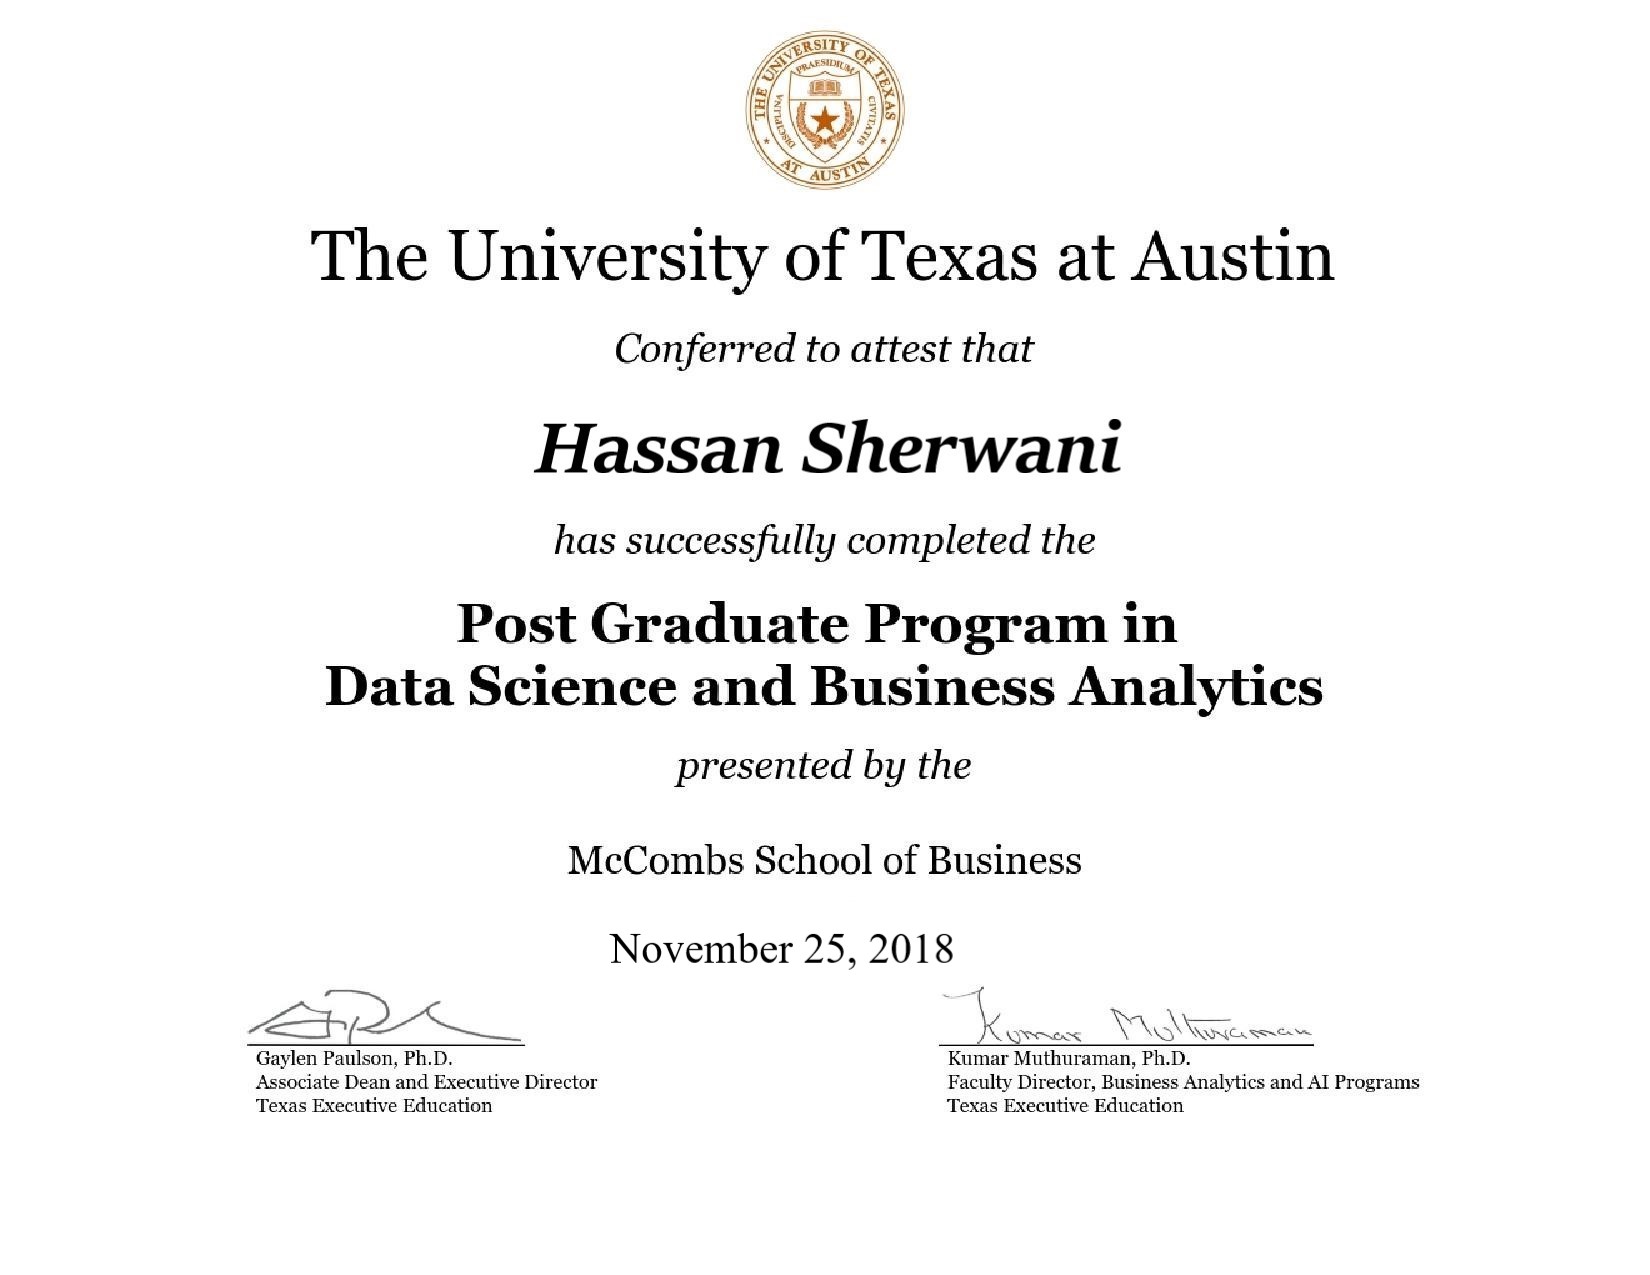 THE UNIVERSITY OF TEXAS
PRAESIDIUM
DISCIPLINA CIVITATIS
AT AUSTIN
The University of Texas at Austin
Conferred to attest that
Hassan Sherwani
has successfully completed the
Post Graduate Program in
Data Science and Business Analytics
presented by the
McCombs School of Business
November 25, 2018
Kumar Muthuraman
Gaylen Paulson, Ph.D.
Associate Dean and Executive Director
Texas Executive Education
Kumar Muthuraman, Ph.D.
Faculty Director, Business Analytics and AI Programs
Texas Executive Education